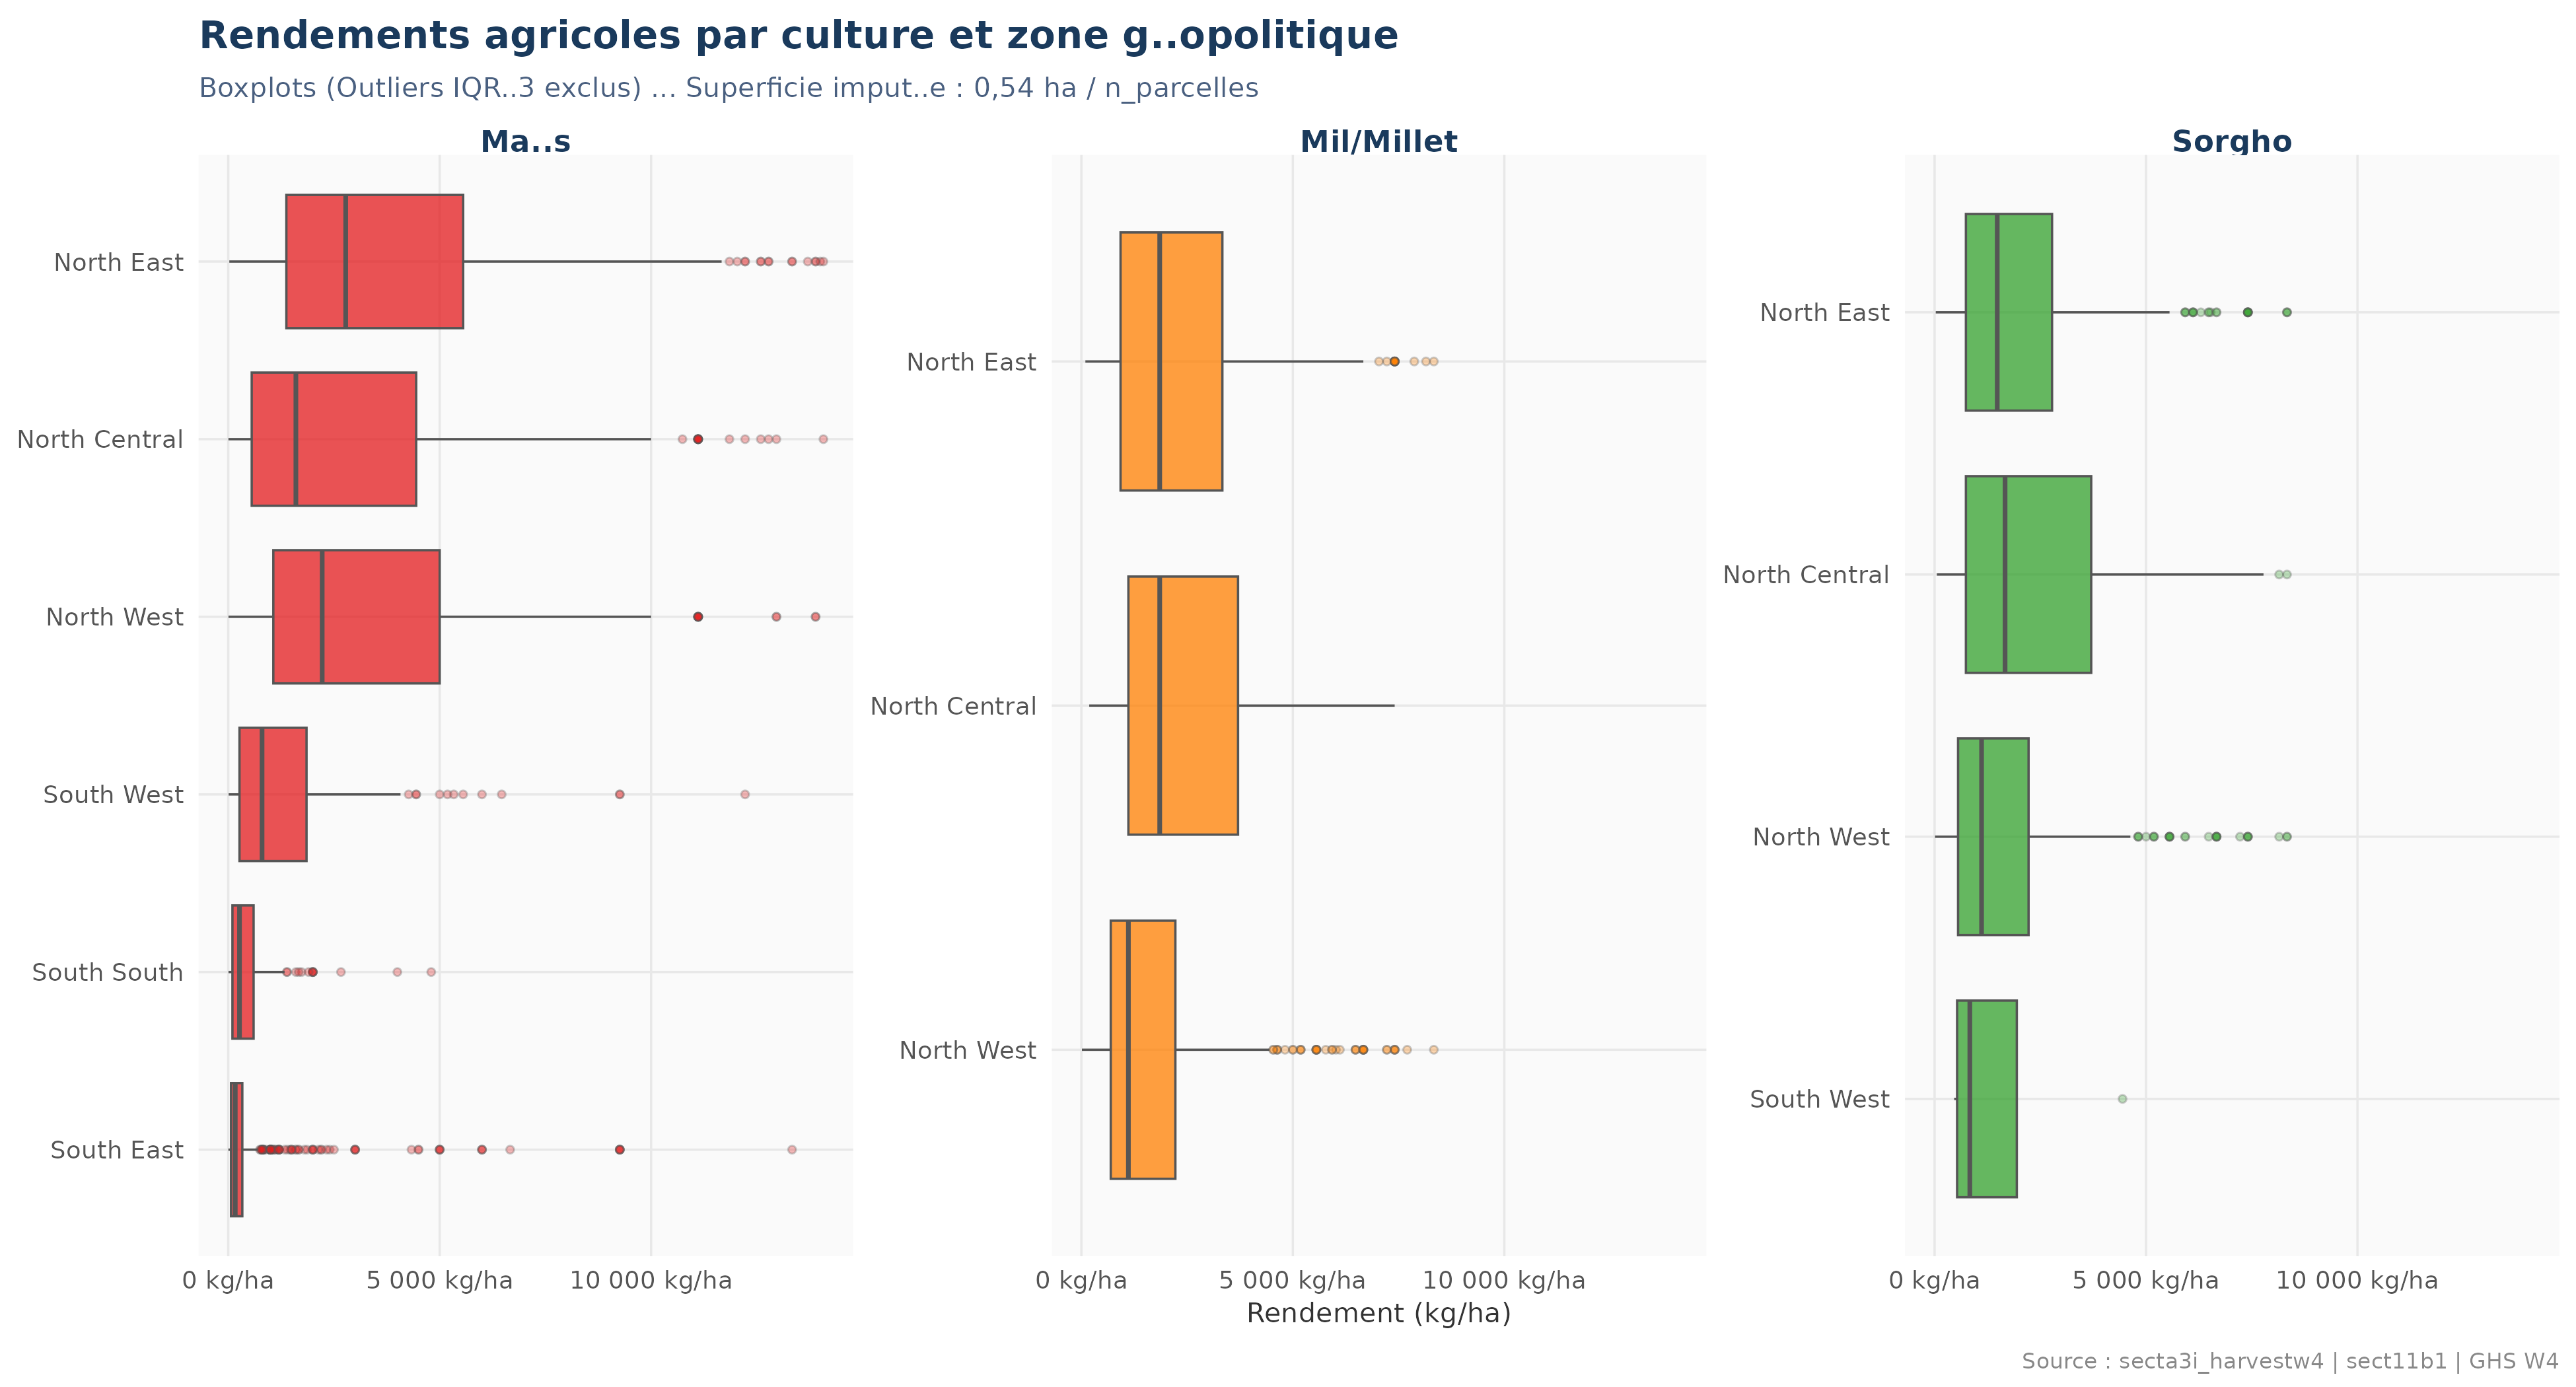 Rendements agricoles par culture et zone g..opolitique
Boxplots (Outliers IQR..3 exclus) ... Superficie imput..e : 0,54 ha / n_parcelles
Ma..s
North East
North Central
North West
South West
South South
South East
0 kg/ha 5 000 kg/ha 10 000 kg/ha
Mil/Millet
North East
North Central
North West
0 kg/ha 5 000 kg/ha 10 000 kg/ha
Sorgho
North East
North Central
North West
South West
0 kg/ha 5 000 kg/ha 10 000 kg/ha
Rendement (kg/ha)
Source : secta3i_harvestw4 | sect11b1 | GHS W4